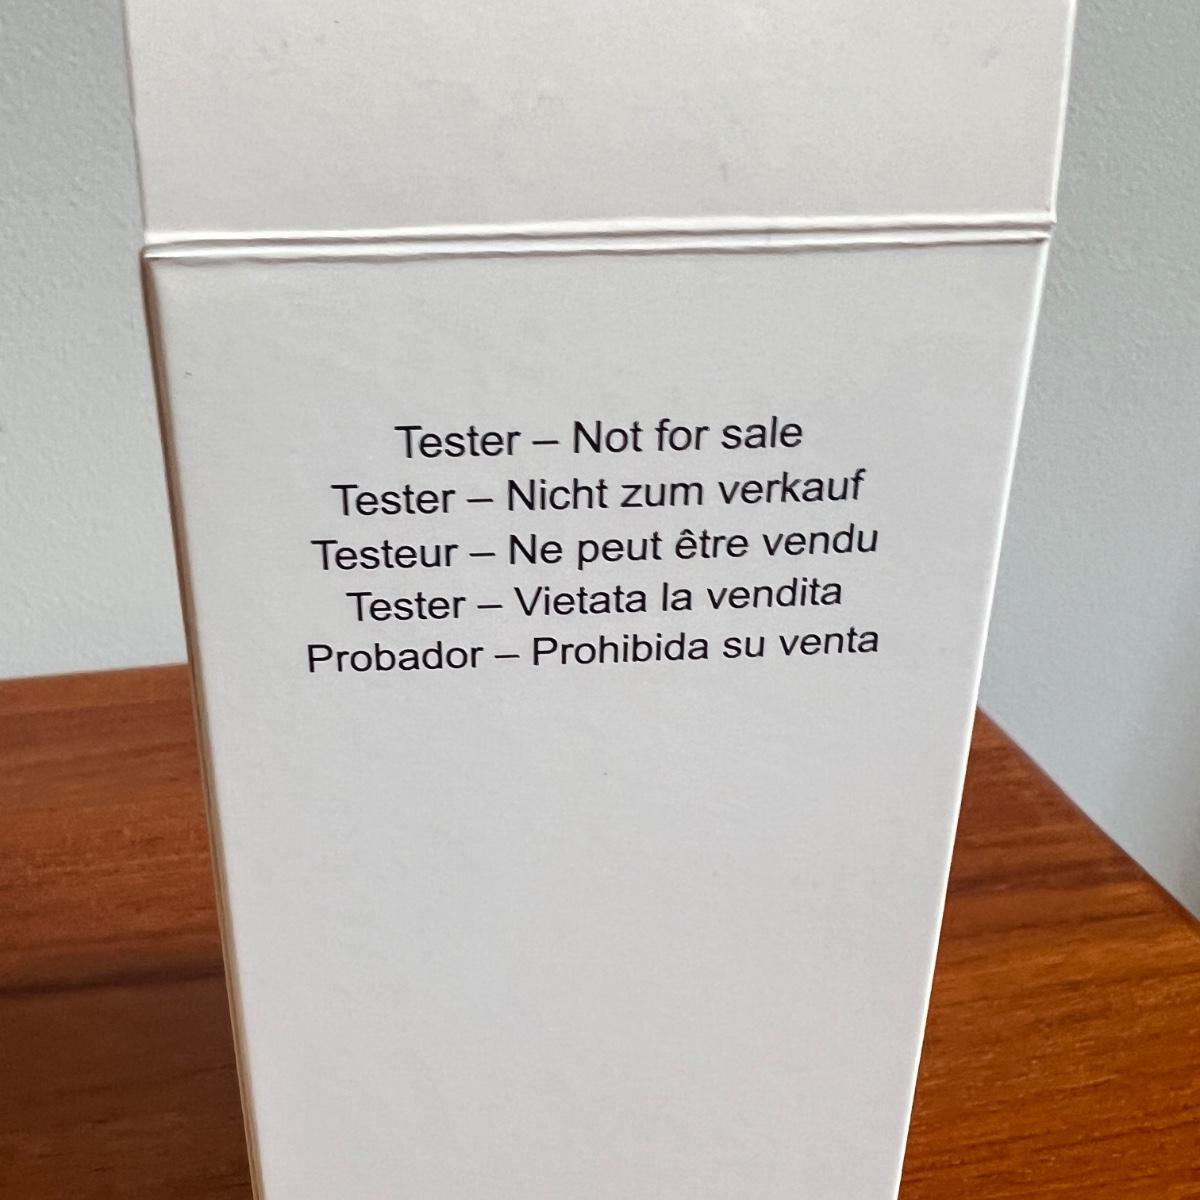 Tester – Not for sale
Tester – Nicht zum verkauf
Testeur – Ne peut être vendu
Tester – Vietata la vendita
Probador – Prohibida su venta